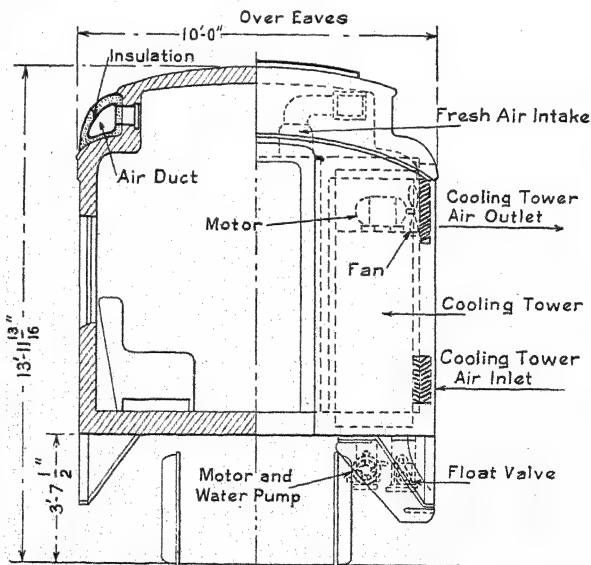 Over Eaves
10'-0"
Insulation
Fresh Air Intake
Air Duct
Motor
Cooling Tower
Air Outlet
Fan
Cooling Tower
Cooling Tower
Air Inlet
13'-11 13/16"
3'-7 1/2"
Motor and
Water Pump
Float Valve